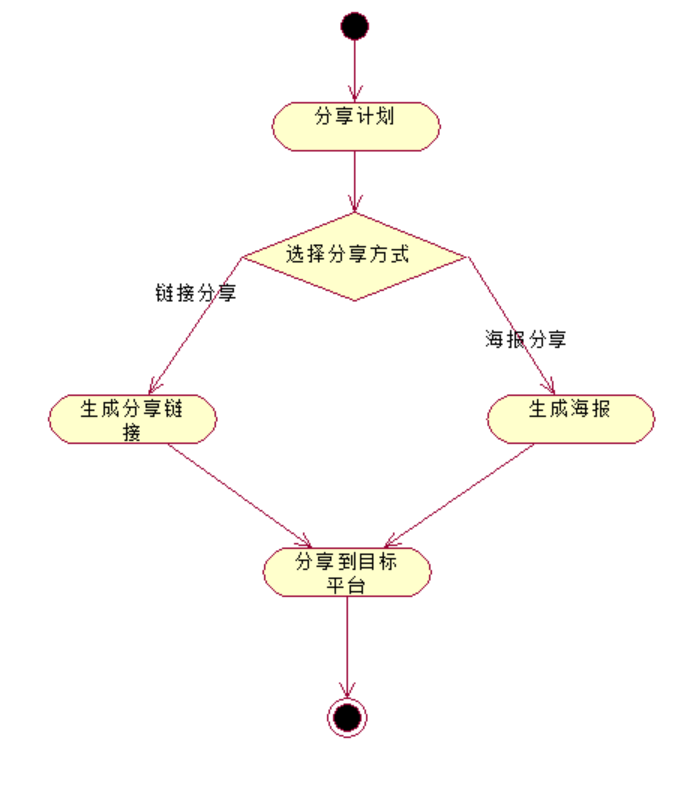 分享计划
选择分享方式
链接分享
海报分享
生成分享链
接
生成海报
分享到目标
平台